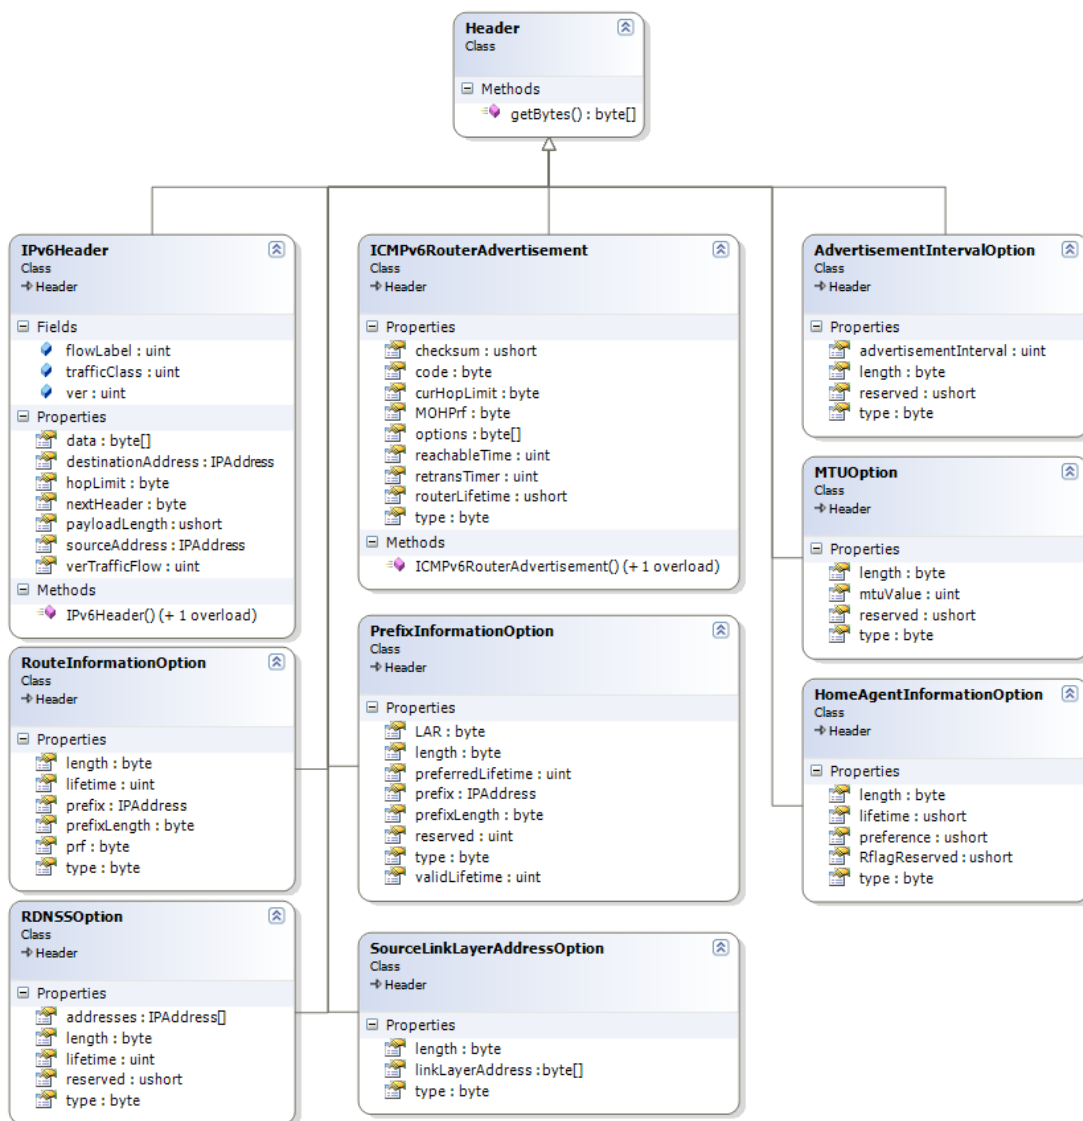 Header
Class
Methods
getBytes() : byte[]
IPv6Header
Class
Header
Fields
flowLabel : uint
trafficClass : uint
ver : uint
Properties
data : byte[]
destinationAddress : IPAddress
hopLimit : byte
nextHeader : byte
payloadLength : ushort
sourceAddress : IPAddress
verTrafficFlow : uint
Methods
IPv6Header() (+ 1 overload)
RouteInformationOption
Class
Header
Properties
length : byte
lifetime : uint
prefix : IPAddress
prefixLength : byte
prf : byte
type : byte
RDNSSOption
Class
Header
Properties
addresses : IPAddress[]
length : byte
lifetime : uint
reserved : ushort
type : byte
ICMPv6RouterAdvertisement
Class
Header
Properties
checksum : ushort
code : byte
curHopLimit : byte
MOHPrf : byte
options : byte[]
reachableTime : uint
retransTimer : uint
routerLifetime : ushort
type : byte
Methods
ICMPv6RouterAdvertisement() (+ 1 overload)
PrefixInformationOption
Class
Header
Properties
LAR : byte
length : byte
preferredLifetime : uint
prefix : IPAddress
prefixLength : byte
reserved : uint
type : byte
validLifetime : uint
SourceLinkLayerAddressOption
Class
Header
Properties
length : byte
linkLayerAddress :byte[]
type : byte
AdvertisementIntervalOption
Class
Header
Properties
advertisementInterval : uint
length : byte
reserved : ushort
type : byte
MTUOption
Class
Header
Properties
length : byte
mtuValue : uint
reserved : ushort
type : byte
HomeAgentInformationOption
Class
Header
Properties
length : byte
lifetime : ushort
preference : ushort
RflagReserved : ushort
type : byte